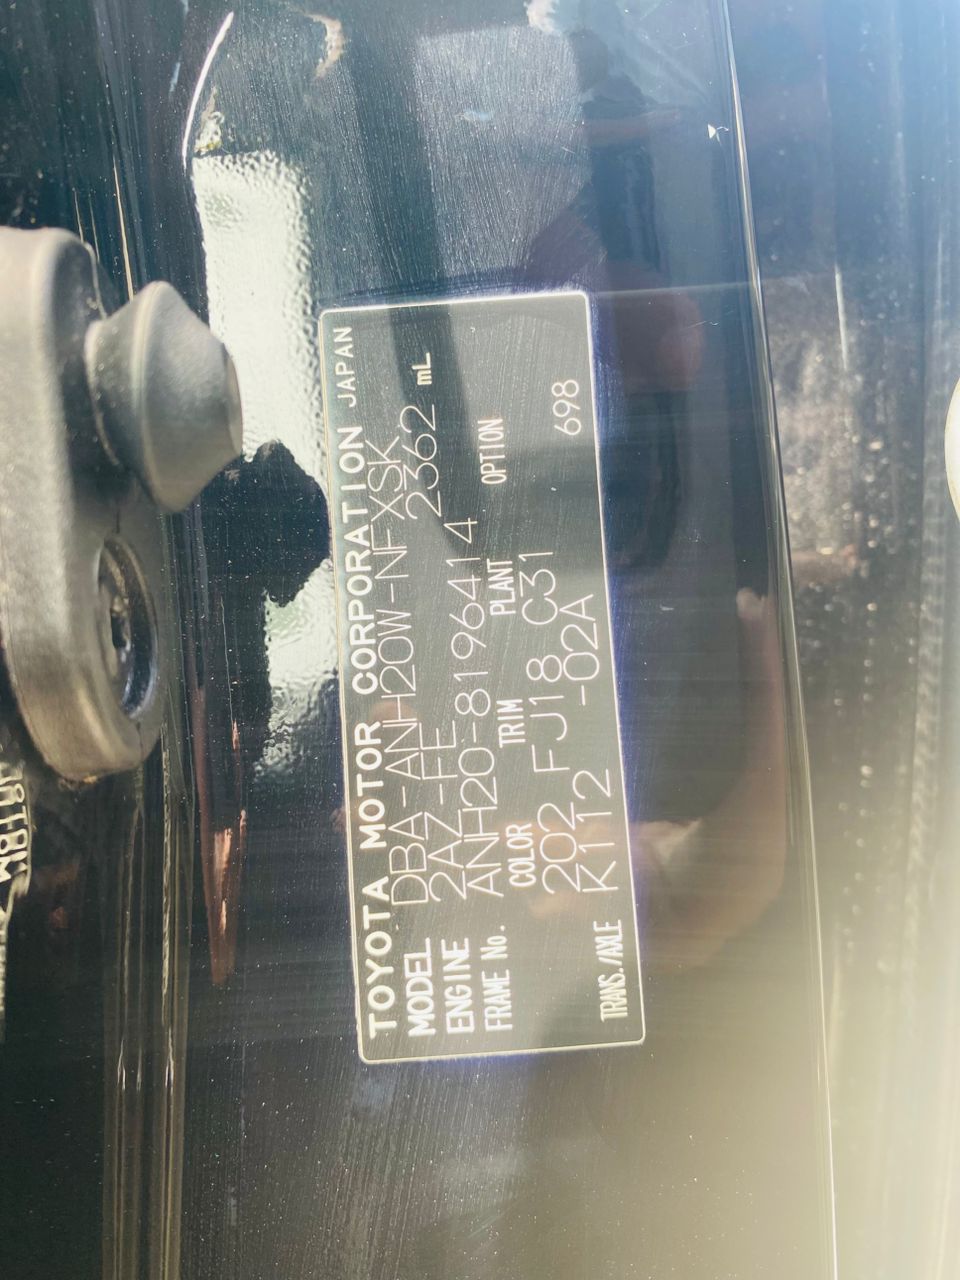 TOYOTA MOTOR CORPORATION JAPAN
MODEL DBA-ANH20W-NFXSK
ENGINE 2AZ-FE 2362 mL
FRAME No. ANH20-8196414
COLOR TRIM PLANT OPTION
202 FJ18 C31 698
TRANS./AXLE K112 -02A